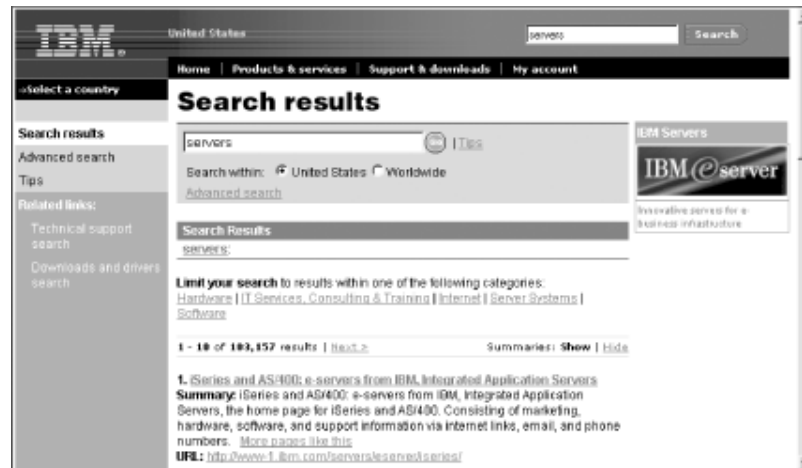 IBM®
United States
servers
Search
Home | Products & services | Support & downloads | My account
Select a country
Search results
Search results
Advanced search
Tips
Related links:
Technical support
search
Downloads and drivers
search
servers
| Tips
Search within: United States Worldwide
Advanced search
Search Results
servers:
Limit your search to results within one of the following categories:
Hardware | IT Services, Consulting & Training | Internet | Server Systems |
Software
1 - 10 of 103,157 results | Next >
Summaries: Show | Hide
1. iSeries and AS/400: e-servers from IBM, Integrated Application Servers
Summary: iSeries and AS/400: e-servers from IBM, Integrated Application
Servers, the home page for iSeries and AS/400. Consisting of marketing,
hardware, software, and support information via internet links, email, and phone
numbers. More pages like this
URL: http://www-1.ibm.com/servers/eserver/iseries/
IBM Servers
IBM @server
Innovative servers for e-
business infrastructure